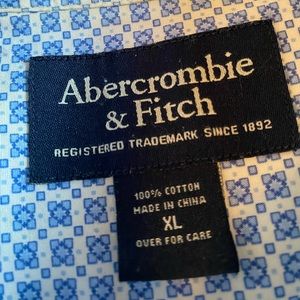 Abercrombie
& Fitch
REGISTERED TRADEMARK SINCE 1892
100% COTTON
MADE IN CHINA
XL
OVER FOR CARE